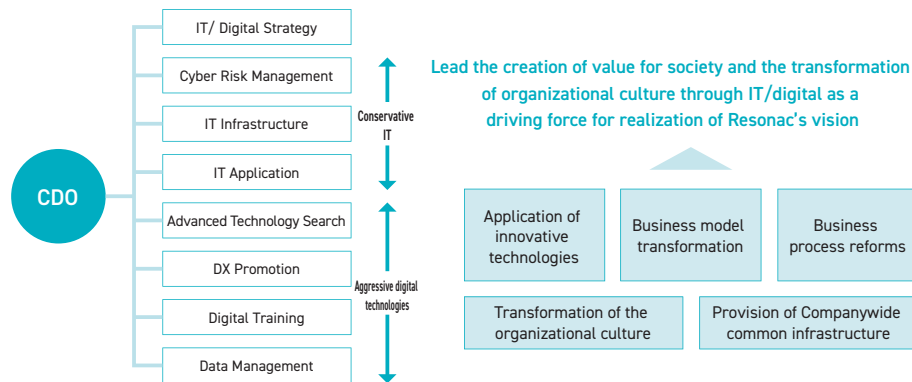 CDO
IT/ Digital Strategy
Cyber Risk Management
IT Infrastructure
IT Application
Advanced Technology Search
DX Promotion
Digital Training
Data Management
Conservative
IT
Aggressive digital
technologies
Lead the creation of value for society and the transformation
of organizational culture through IT/digital as a
driving force for realization of Resonac’s vision
Application of
innovative
technologies
Business model
transformation
Business
process reforms
Transformation of the
organizational culture
Provision of Companywide
common infrastructure